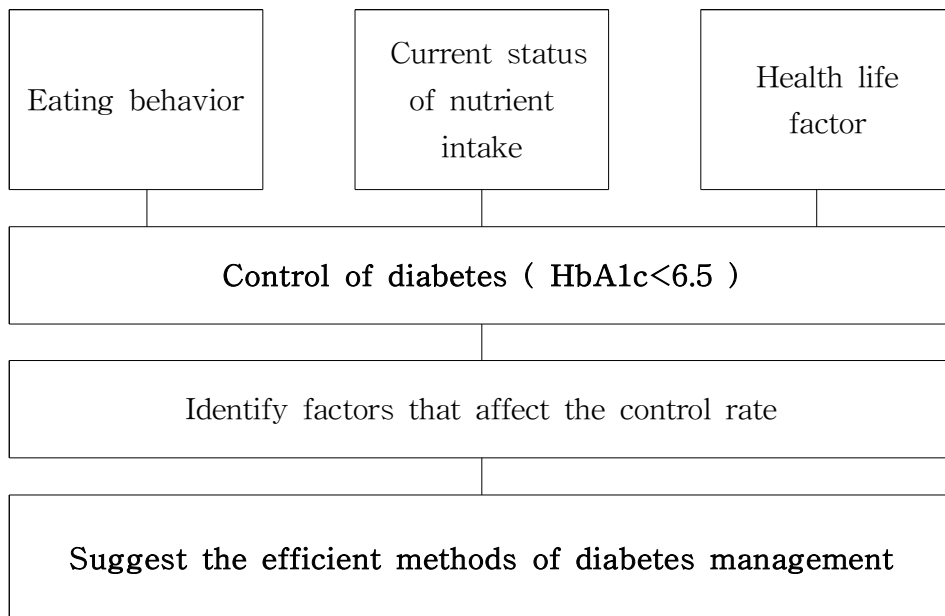 Eating behavior
Current status
of nutrient
intake
Health life
factor
Control of diabetes ( HbA1c<6.5 )
Identify factors that affect the control rate
Suggest the efficient methods of diabetes management